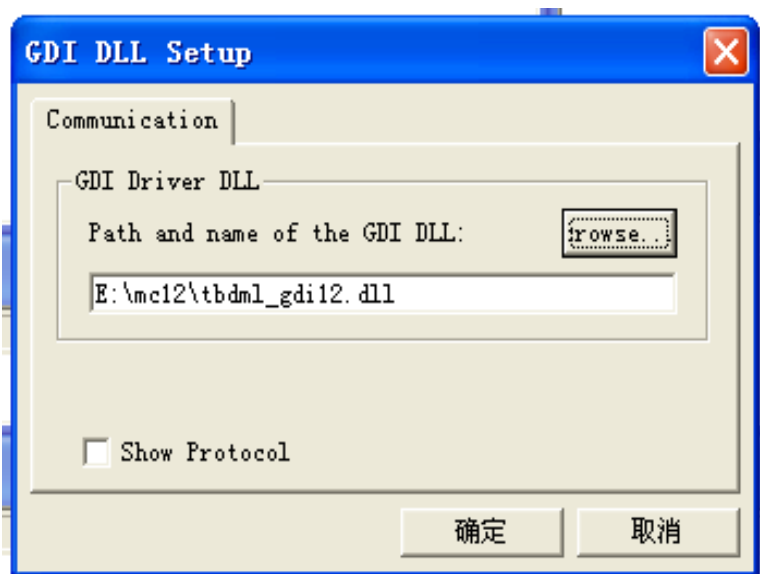 GDI DLL Setup
Communication
GDI Driver DLL
Path and name of the GDI DLL:
rowse..
E:\mc12\tbdml_gdi12.dll
Show Protocol
确定
取消